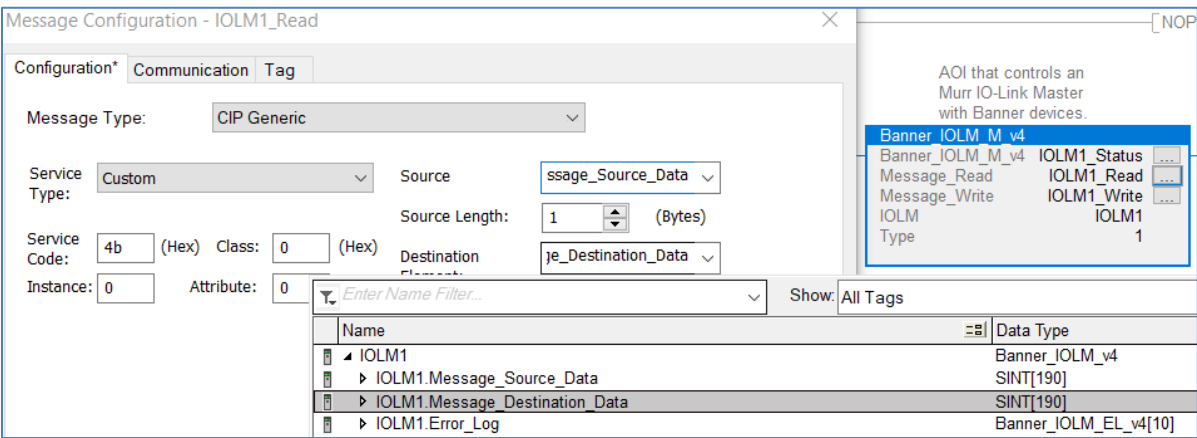 Message Configuration - IOLM1_Read
Configuration* Communication Tag
Message Type: CIP Generic
Service Type: Custom
Source ssage_Source_Data
Source Length: 1 (Bytes)
Service Code: 4b (Hex) Class: 0 (Hex)
Destination je_Destination_Data
Instance: 0 Attribute: 0
NOP
AOI that controls an
Murr IO-Link Master
with Banner devices.
Banner_IOLM_M_v4
Banner_IOLM_M_v4 IOLM1_Status ...
Message_Read IOLM1_Read ...
Message_Write IOLM1_Write ...
IOLM IOLM1
Type 1
Enter Name Filter... Show: All Tags
Name Data Type
IOLM1 Banner_IOLM_v4
IOLM1.Message_Source_Data SINT[190]
IOLM1.Message_Destination_Data SINT[190]
IOLM1.Error_Log Banner_IOLM_EL_v4[10]